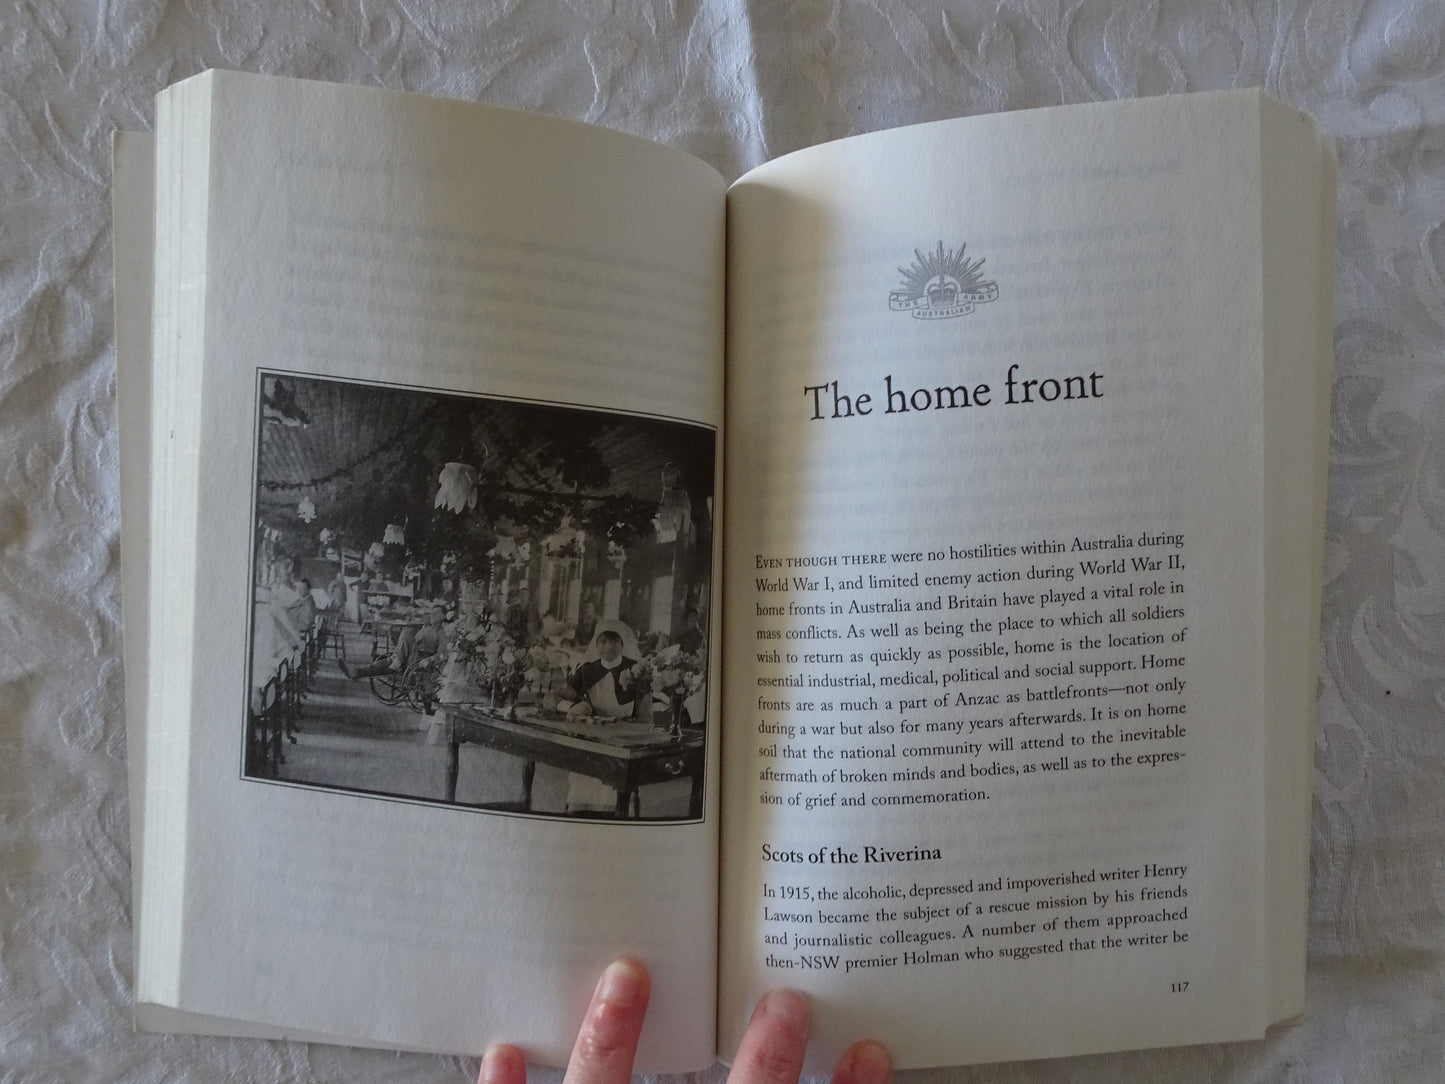 THE ARMY
AUSTRALIAN
The home front
EVEN THOUGH THERE were no hostilities within Australia during
World War I, and limited enemy action during World War II,
home fronts in Australia and Britain have played a vital role in
mass conflicts. As well as being the place to which all soldiers
wish to return as quickly as possible, home is the location of
essential industrial, medical, political and social support. Home
fronts are as much a part of Anzac as battlefronts—not only
during a war but also for many years afterwards. It is on home
soil that the national community will attend to the inevitable
aftermath of broken minds and bodies, as well as to the expres-
sion of grief and commemoration.
Scots of the Riverina
In 1915, the alcoholic, depressed and impoverished writer Henry
Lawson became the subject of a rescue mission by his friends
and journalistic colleagues. A number of them approached
then-NSW premier Holman who suggested that the writer be
117